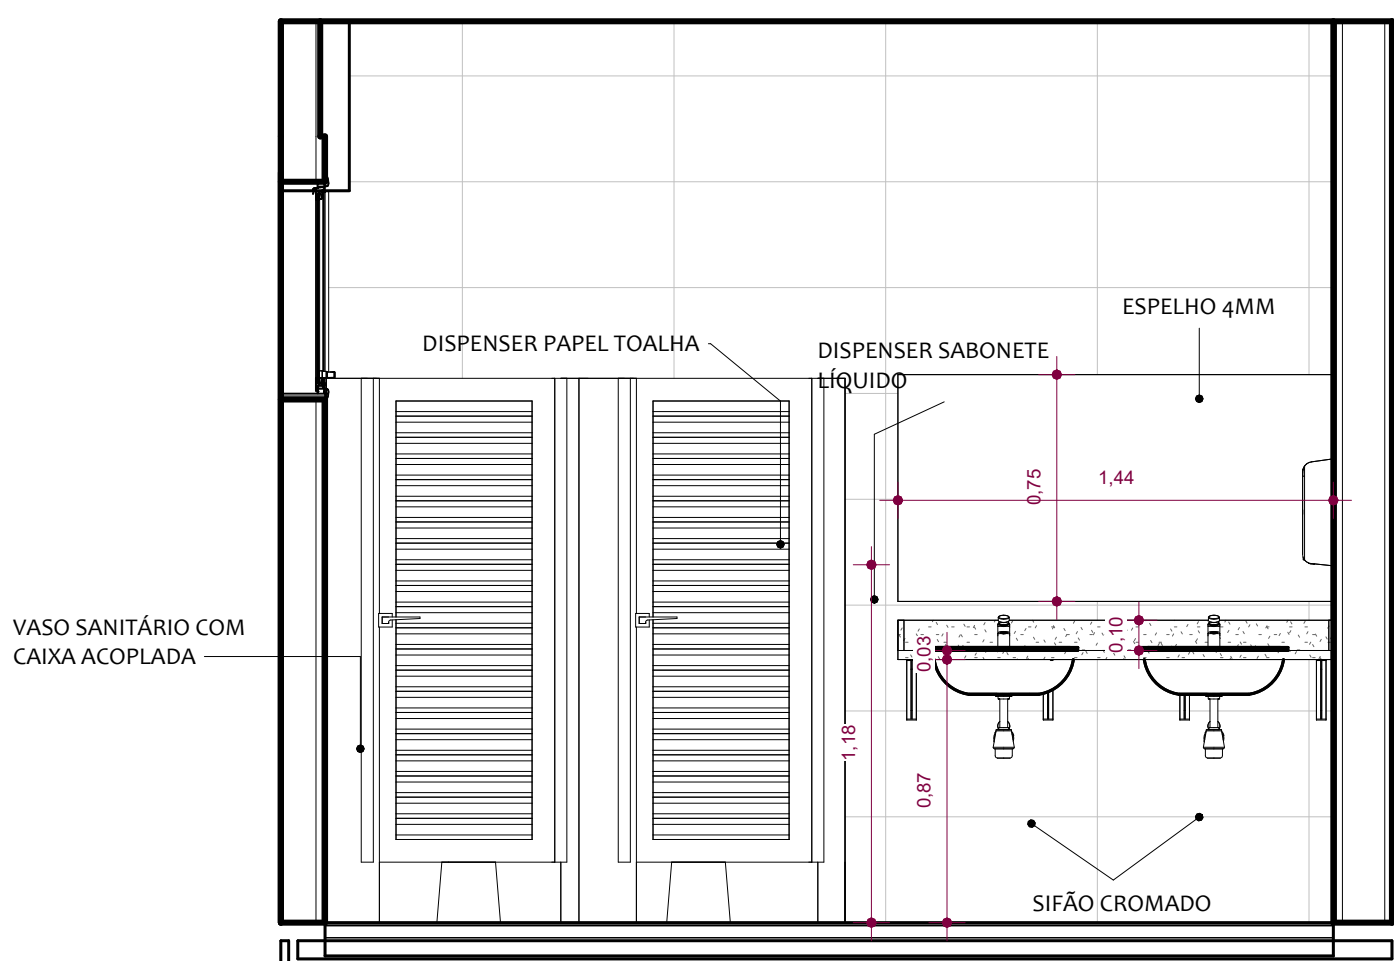 ESPELHO 4MM
DISPENSER PAPEL TOALHA
DISPENSER SABONETE
LÍQUIDO
0,75
1,44
VASO SANITÁRIO COM
CAIXA ACOPLADA
0,03
0,10
1,18
0,87
SIFÃO CROMADO